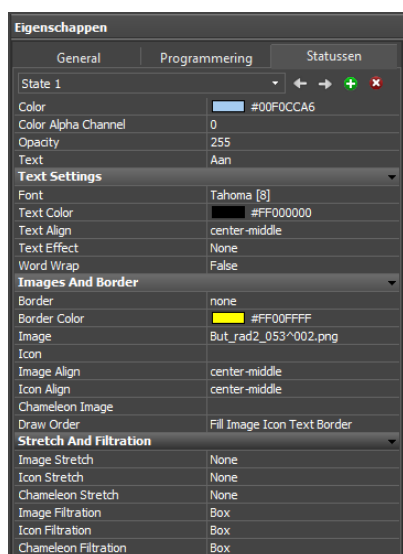 Eigenschappen
General Programmering Statussen
State 1
Color #00F0CCA6
Color Alpha Channel 0
Opacity 255
Text Aan
Text Settings
Font Tahoma [8]
Text Color #FF000000
Text Align center-middle
Text Effect None
Word Wrap False
Images And Border
Border none
Border Color #FF00FFFF
Image But_rad2_053^002.png
Icon
Image Align center-middle
Icon Align center-middle
Chameleon Image
Draw Order Fill Image Icon Text Border
Stretch And Filtration
Image Stretch None
Icon Stretch None
Chameleon Stretch None
Image Filtration Box
Icon Filtration Box
Chameleon Filtration Box